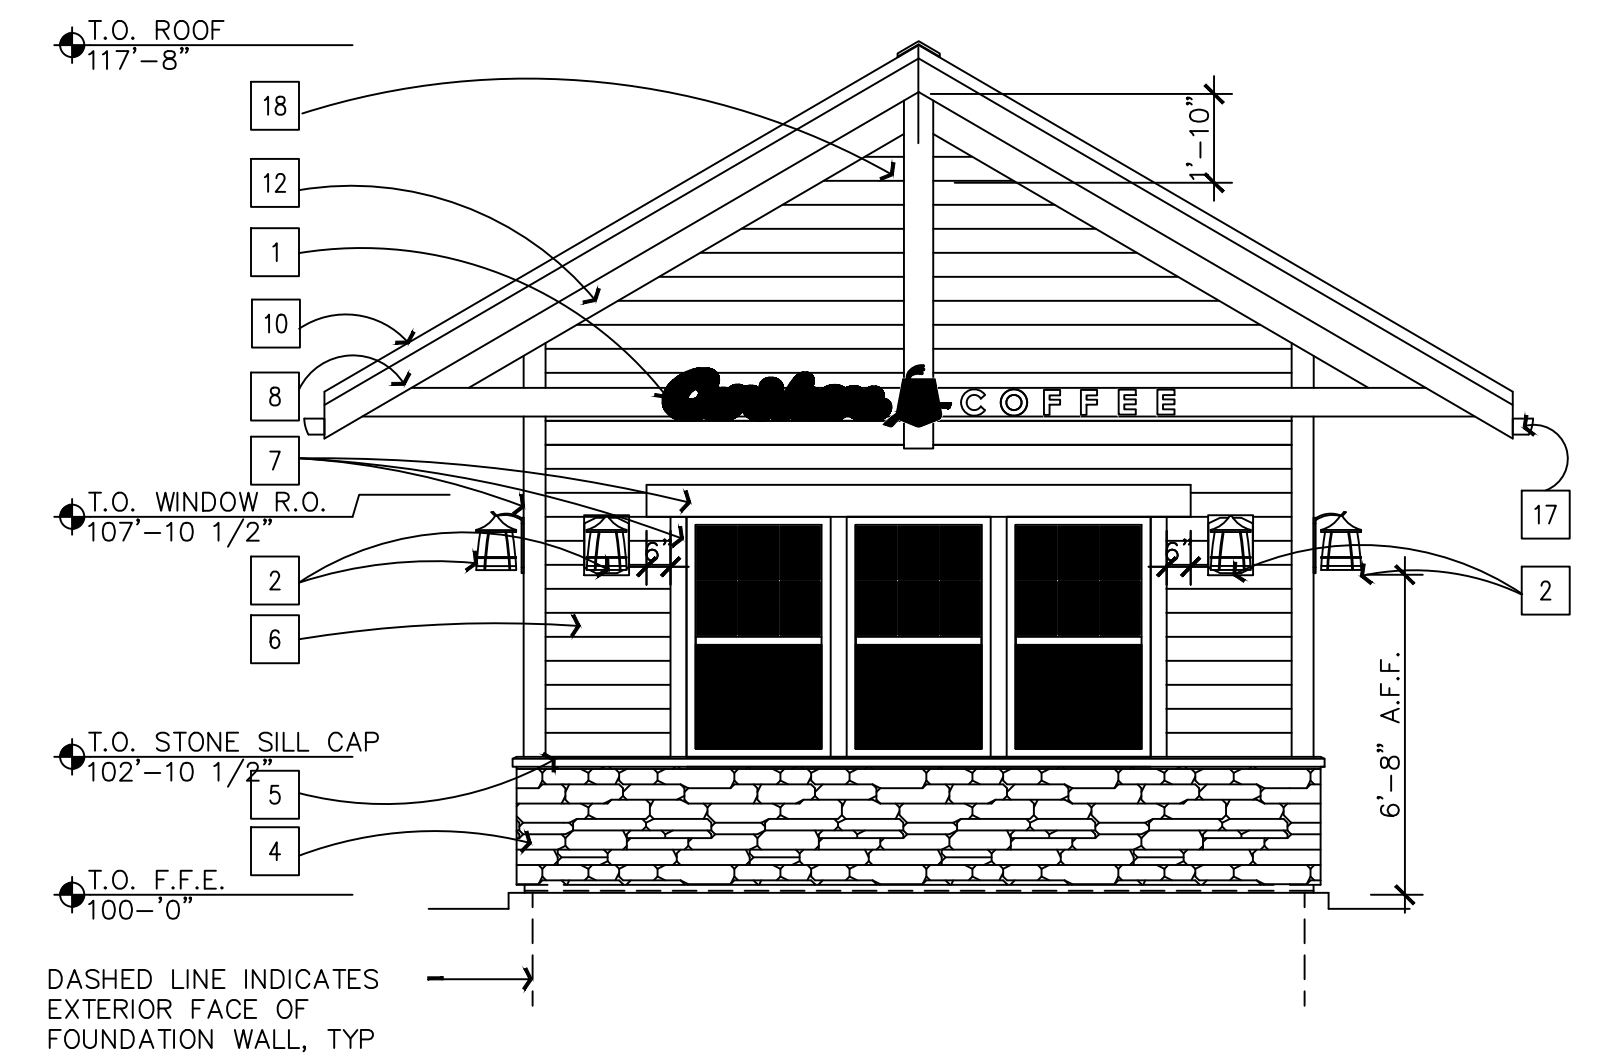 T.O. ROOF
117'-8"
18
12
1
10
8
7
1'-10"
COFFEE
T.O. WINDOW R.O.
107'-10 1/2"
6"
6"
17
2
2
6
6'-8" A.F.F.
T.O. STONE SILL CAP
102'-10 1/2"
5
4
T.O. F.F.E.
100-'0"
DASHED LINE INDICATES
EXTERIOR FACE OF
FOUNDATION WALL, TYP